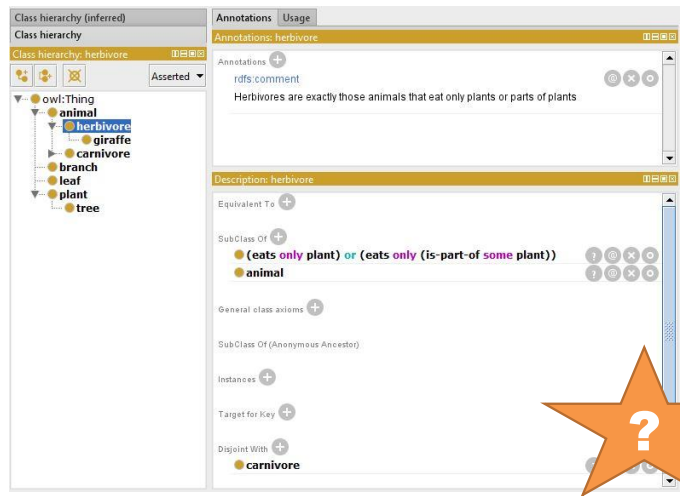 Class hierarchy (inferred)
Class hierarchy
Class hierarchy: herbivore
Asserted
owl:Thing
animal
herbivore
giraffe
carnivore
branch
leaf
plant
tree
Annotations Usage
Annotations: herbivore
Annotations
rdfs:comment
Herbivores are exactly those animals that eat only plants or parts of plants
Description: herbivore
Equivalent To
SubClass Of
(eats only plant) or (eats only (is-part-of some plant))
animal
General class axioms
SubClass Of (Anonymous Ancestor)
Instances
Target for Key
Disjoint With
carnivore
?